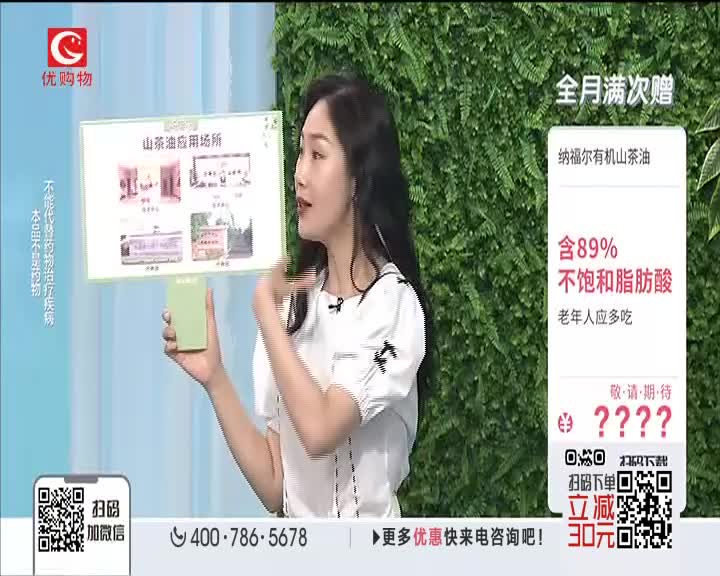 优购物
全月满次赠
纳福尔有机山茶油
含89%
不饱和脂肪酸
老年人应多吃
敬·请·期·待
¥ ????
扫码下载
扫码下单
立减
30元
山茶油应用场所
本品不是药物
不能代替药物治疗疾病
扫码
加微信
400·786·5678
更多优惠快来电咨询吧！